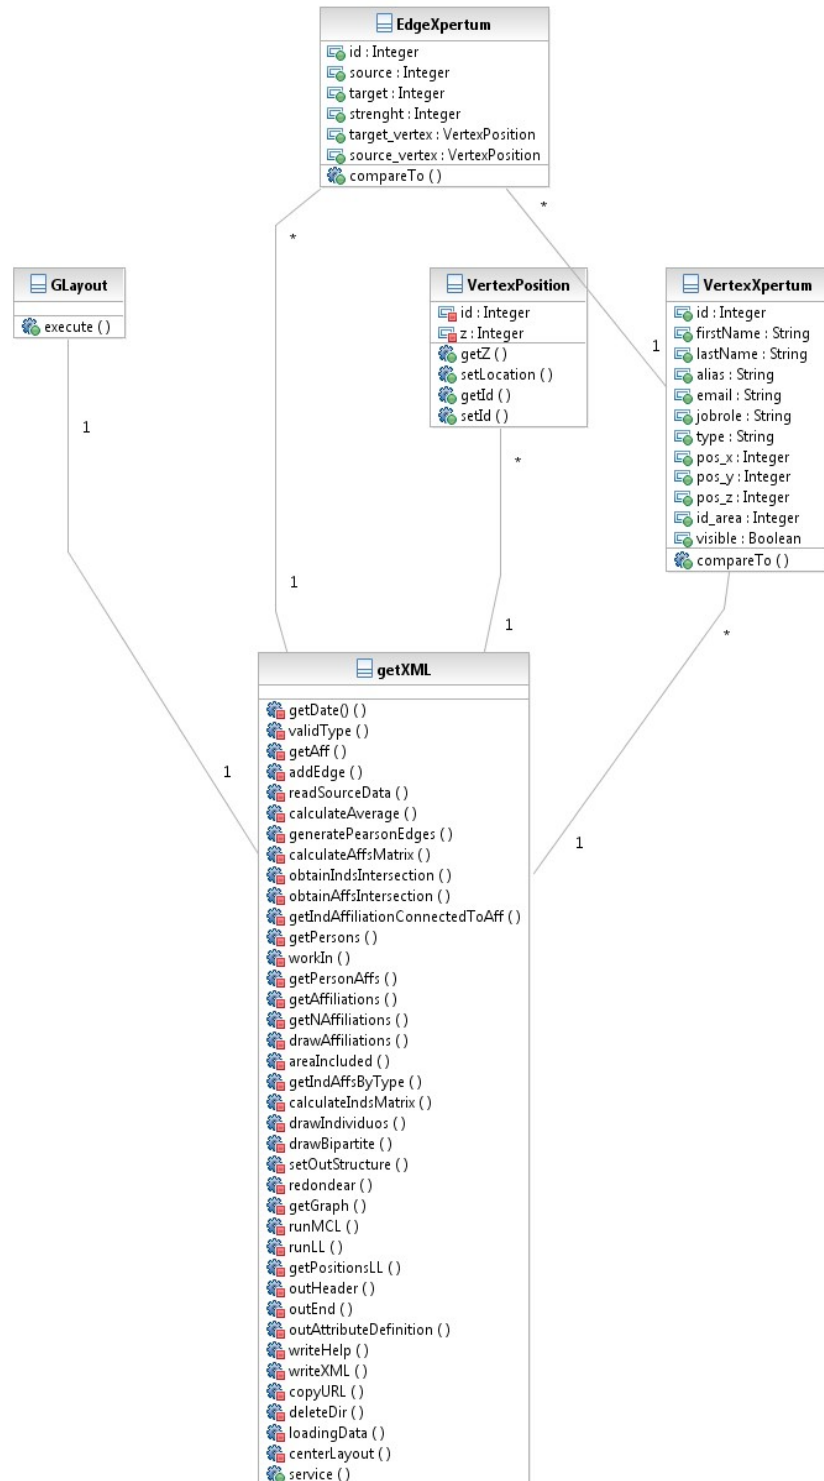 EdgeXpertum
id : Integer
source : Integer
target : Integer
strenght : Integer
target_vertex : VertexPosition
source_vertex : VertexPosition
compareTo ( )
*
*
GLayout
execute ( )
VertexPosition
id : Integer
z : Integer
getZ ( )
setLocation ( )
getId ( )
setId ( )
VertexXpertum
id : Integer
firstName : String
lastName : String
alias : String
email : String
jobrole : String
type : String
pos_x : Integer
pos_y : Integer
pos_z : Integer
id_area : Integer
visible : Boolean
compareTo ( )
1
1
*
1
1
*
1
1
getXML
getDate() ( )
validType ( )
getAff ( )
addEdge ( )
readSourceData ( )
calculateAverage ( )
generatePearsonEdges ( )
calculateAffsMatrix ( )
obtainIndsIntersection ( )
obtainAffsIntersection ( )
getIndAffiliationConnectedToAff ( )
getPersons ( )
workIn ( )
getPersonAffs ( )
getAffiliations ( )
getNAffiliations ( )
drawAffiliations ( )
areaIncluded ( )
getIndAffsByType ( )
calculateIndsMatrix ( )
drawIndividuos ( )
drawBipartite ( )
setOutStructure ( )
redondear ( )
getGraph ( )
runMCL ( )
runLL ( )
getPositionsLL ( )
outHeader ( )
outEnd ( )
outAttributeDefinition ( )
writeHelp ( )
writeXML ( )
copyURL ( )
deleteDir ( )
loadingData ( )
centerLayout ( )
service ( )